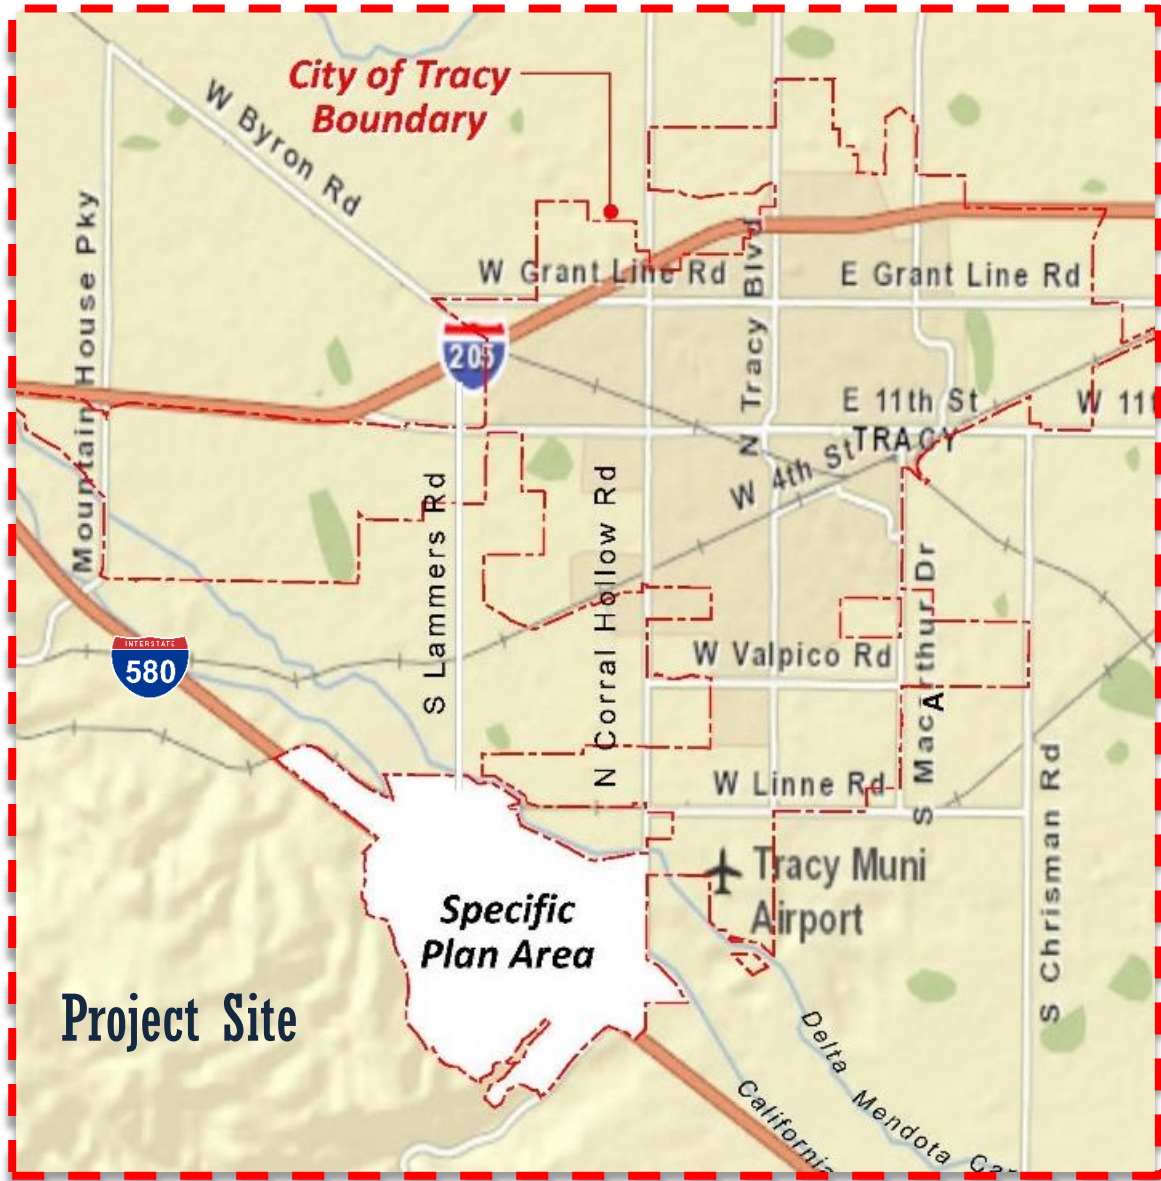 City of Tracy
Boundary
W Byron Rd
Mountain House Pky
W Grant Line Rd
E Grant Line Rd
N Tracy Blvd
205
E 11th St
W 11t
TRACY
W 4th St
S Lammers Rd
N Corral Hollow Rd
S Macarthur Dr
A
INTERSTATE
580
W Valpico Rd
W Linne Rd
S Chrisman Rd
Tracy Muni
Airport
Specific
Plan Area
Project Site
Delta Mendota
California